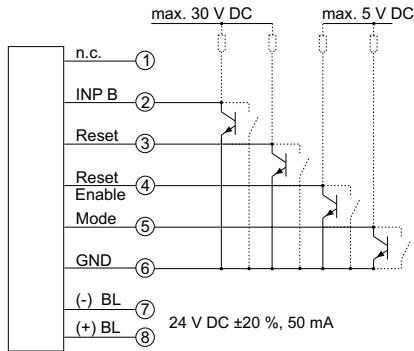 max. 30 V DC
max. 5 V DC
n.c. 1
INP B 2
Reset 3
Reset
Enable 4
Mode 5
GND 6
(-) BL 7
(+) BL 8
24 V DC ±20 %, 50 mA